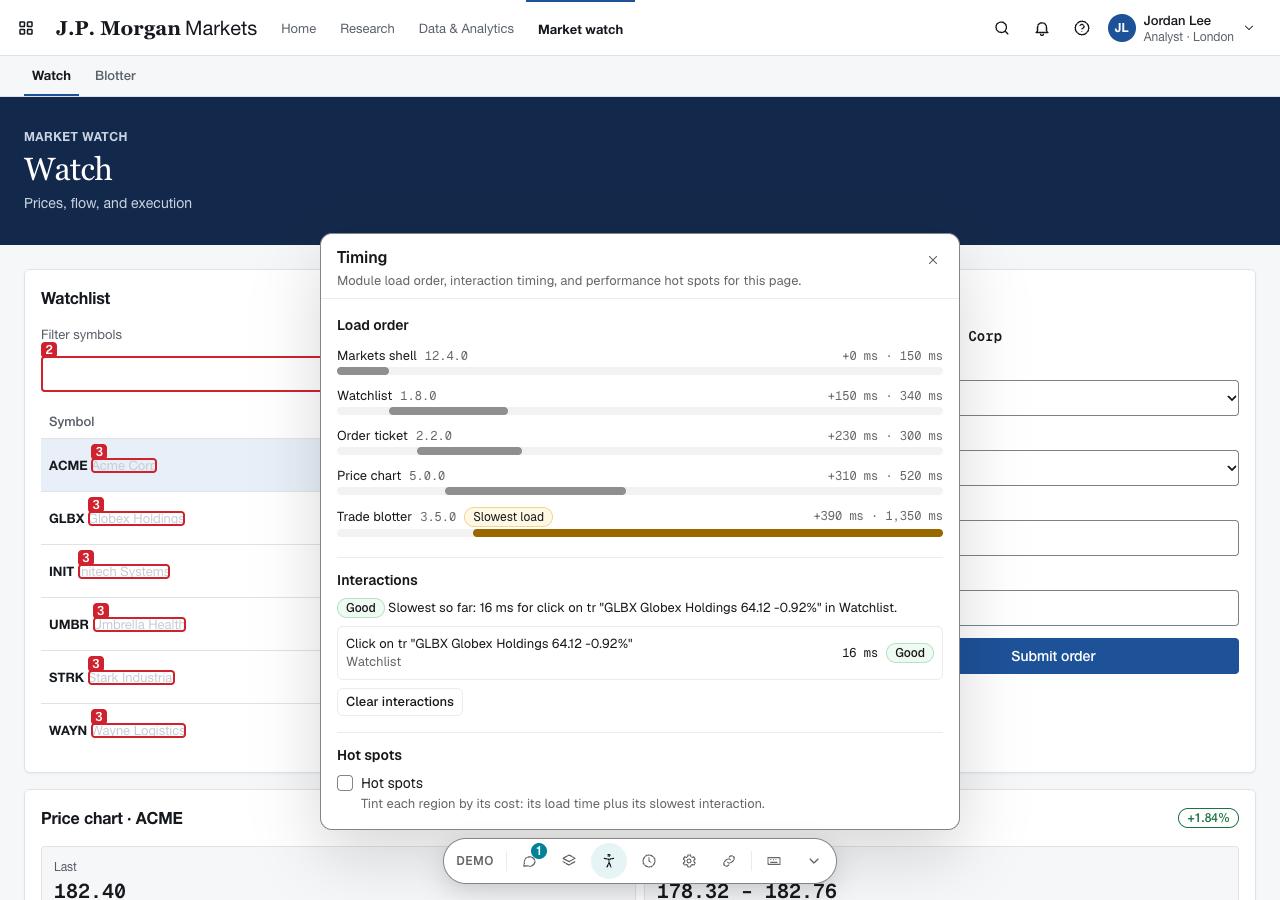 J.P. Morgan Markets Home Research Data & Analytics Market watch JL Jordan Lee
Analyst · London
Watch Blotter
MARKET WATCH
Watch
Prices, flow, and execution
Watchlist
Filter symbols
2
Symbol
ACME 3 Acme Corp
GLBX 3 Globex Holdings
INIT 3 Initech Systems
UMBR 3 Umbrella Health
STRK 3 Stark Industrial
WAYN 3 Wayne Logistics
Timing
Module load order, interaction timing, and performance hot spots for this page.
Load order
Markets shell 12.4.0 +0 ms · 150 ms
Watchlist 1.8.0 +150 ms · 340 ms
Order ticket 2.2.0 +230 ms · 300 ms
Price chart 5.0.0 +310 ms · 520 ms
Trade blotter 3.5.0 Slowest load +390 ms · 1,350 ms
Interactions
Good Slowest so far: 16 ms for click on tr "GLBX Globex Holdings 64.12 -0.92%" in Watchlist.
Click on tr "GLBX Globex Holdings 64.12 -0.92%"
Watchlist
16 ms Good
Clear interactions
Hot spots
Hot spots
Tint each region by its cost: its load time plus its slowest interaction.
Corp
Submit order
Price chart · ACME +1.84%
Last
182.40
178.32 – 182.76
DEMO 1